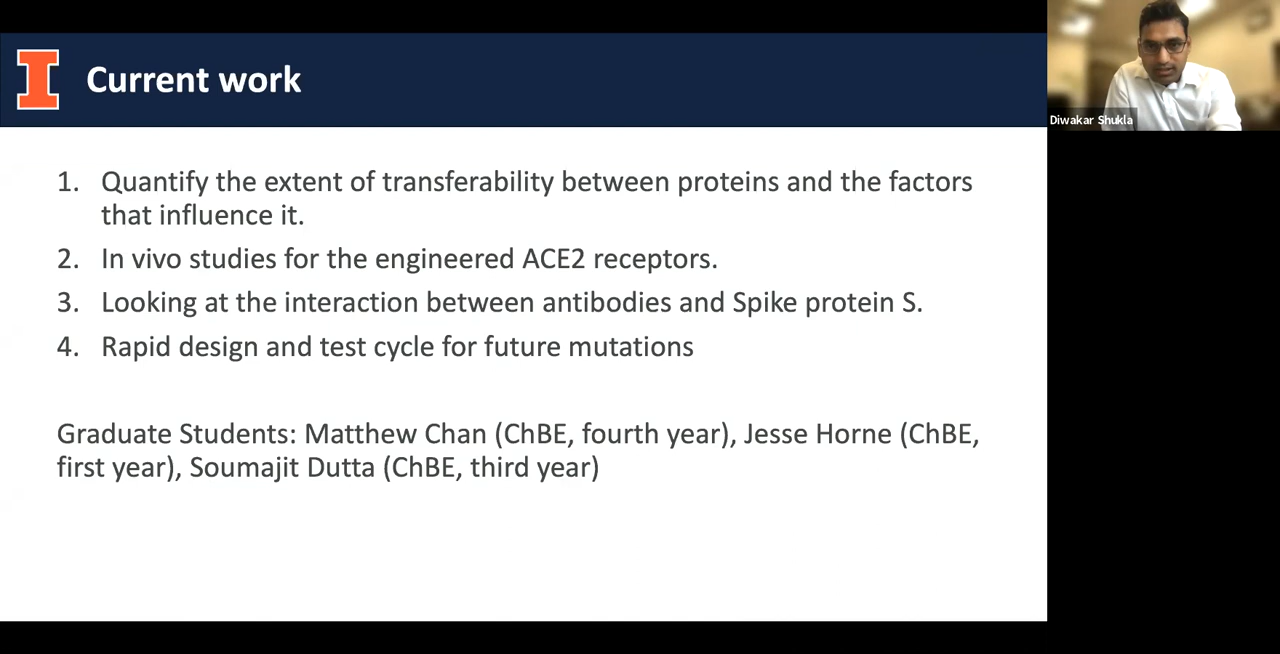 Current work
Diwakar Shukla
1. Quantify the extent of transferability between proteins and the factors
that influence it.
2. In vivo studies for the engineered ACE2 receptors.
3. Looking at the interaction between antibodies and Spike protein S.
4. Rapid design and test cycle for future mutations
Graduate Students: Matthew Chan (ChBE, fourth year), Jesse Horne (ChBE,
first year), Soumajit Dutta (ChBE, third year)